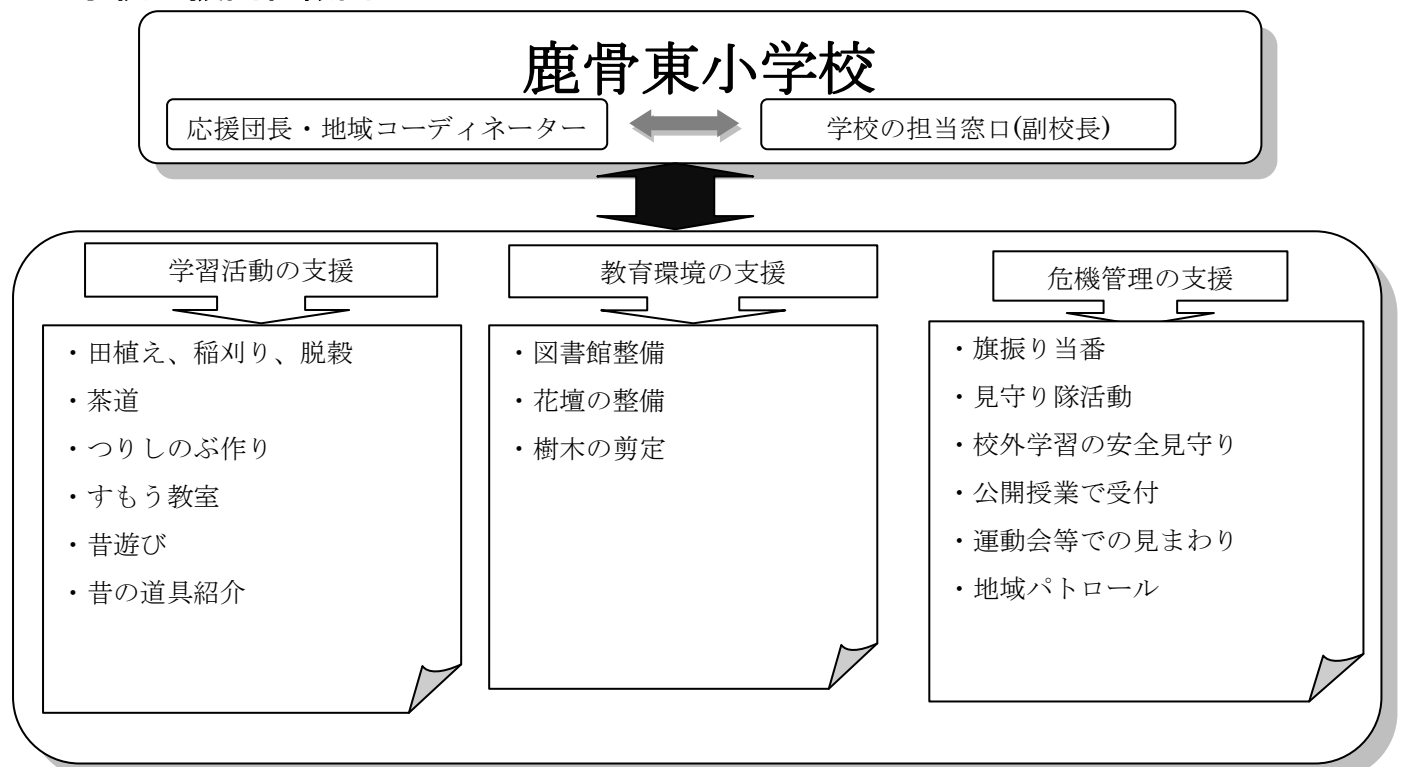 鹿骨東小学校
応援団長・地域コーディネーター
学校の担当窓口(副校長)
学習活動の支援
・田植え、稲刈り、脱穀
・茶道
・つりしのぶ作り
・すもう教室
・昔遊び
・昔の道具紹介
教育環境の支援
・図書館整備
・花壇の整備
・樹木の剪定
危機管理の支援
・旗振り当番
・見守り隊活動
・校外学習の安全見守り
・公開授業で受付
・運動会等での見まわり
・地域パトロール